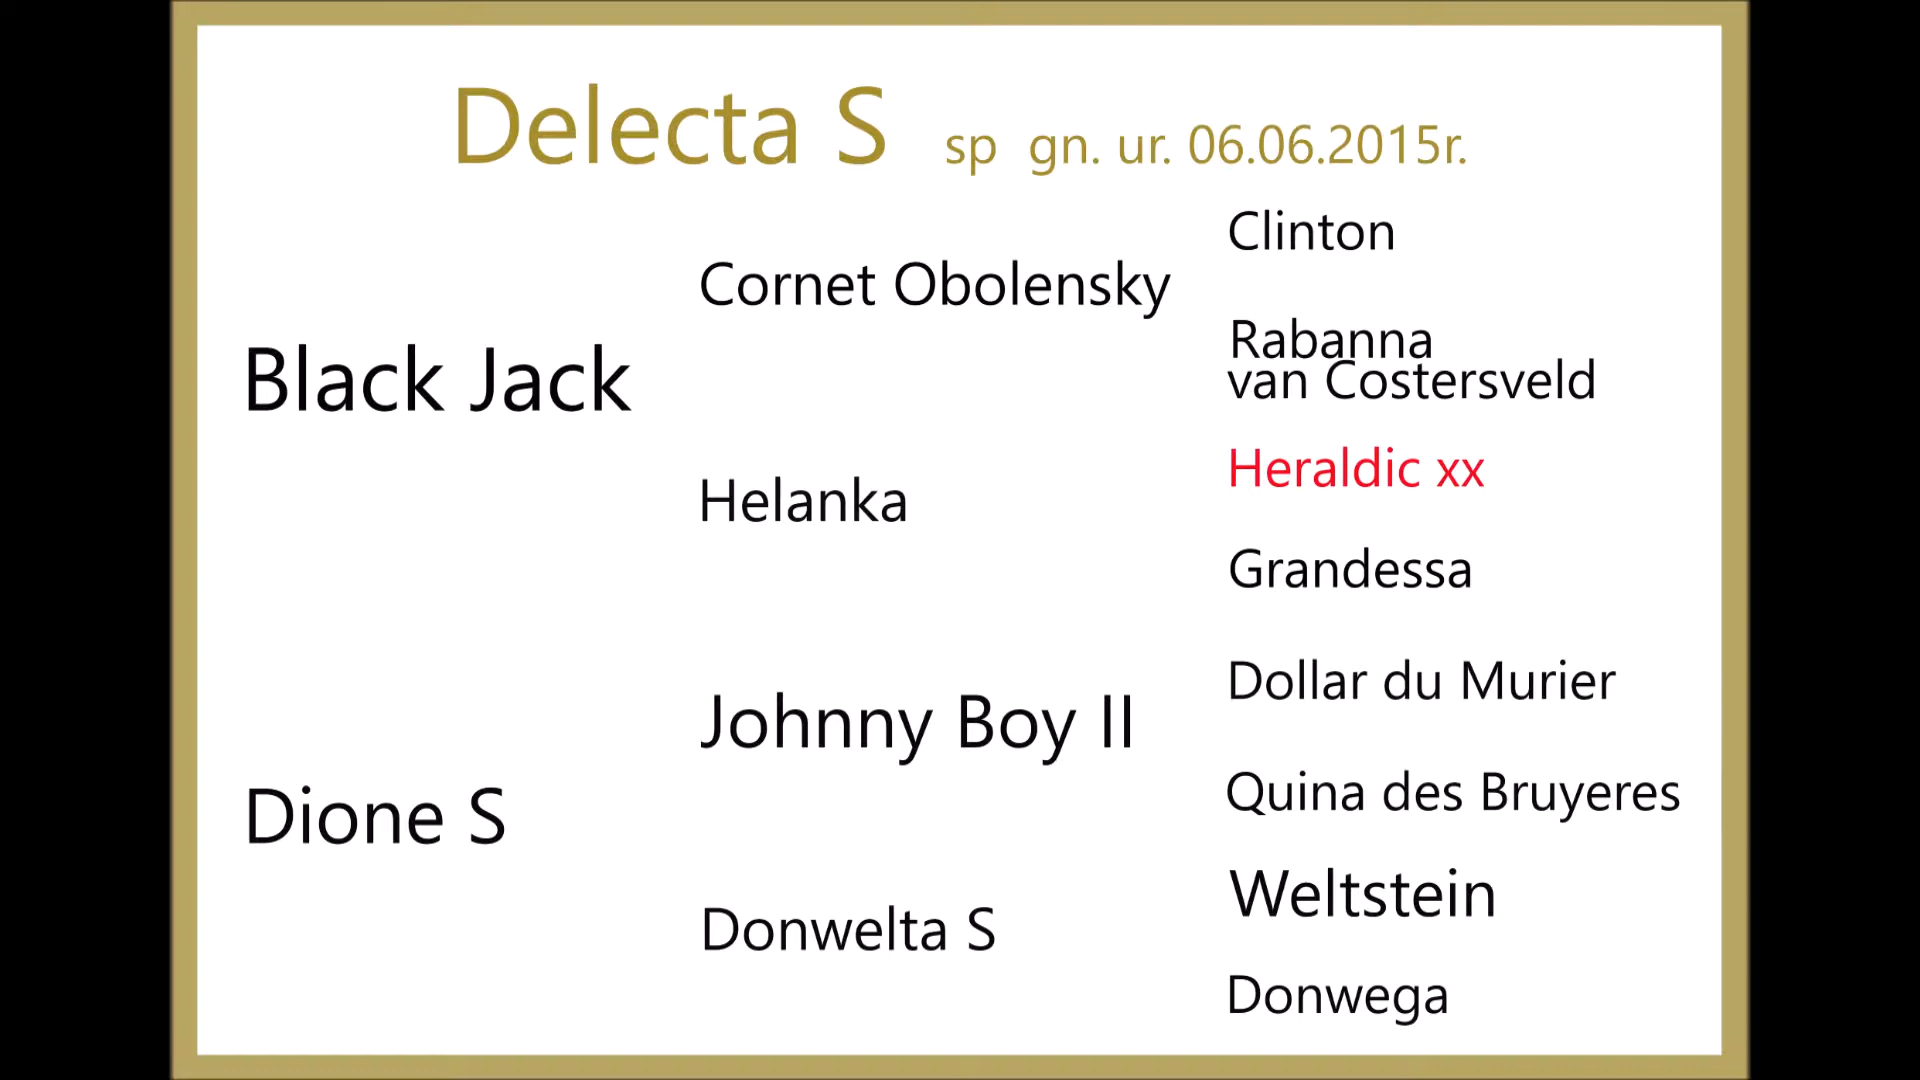 Delecta S sp gn. ur. 06.06.2015r.
Clinton
Cornet Obolensky
Rabanna
van Costersveld
Black Jack
Heraldic xx
Helanka
Grandessa
Dollar du Murier
Johnny Boy II
Quina des Bruyeres
Dione S
Weltstein
Donwelta S
Donwega